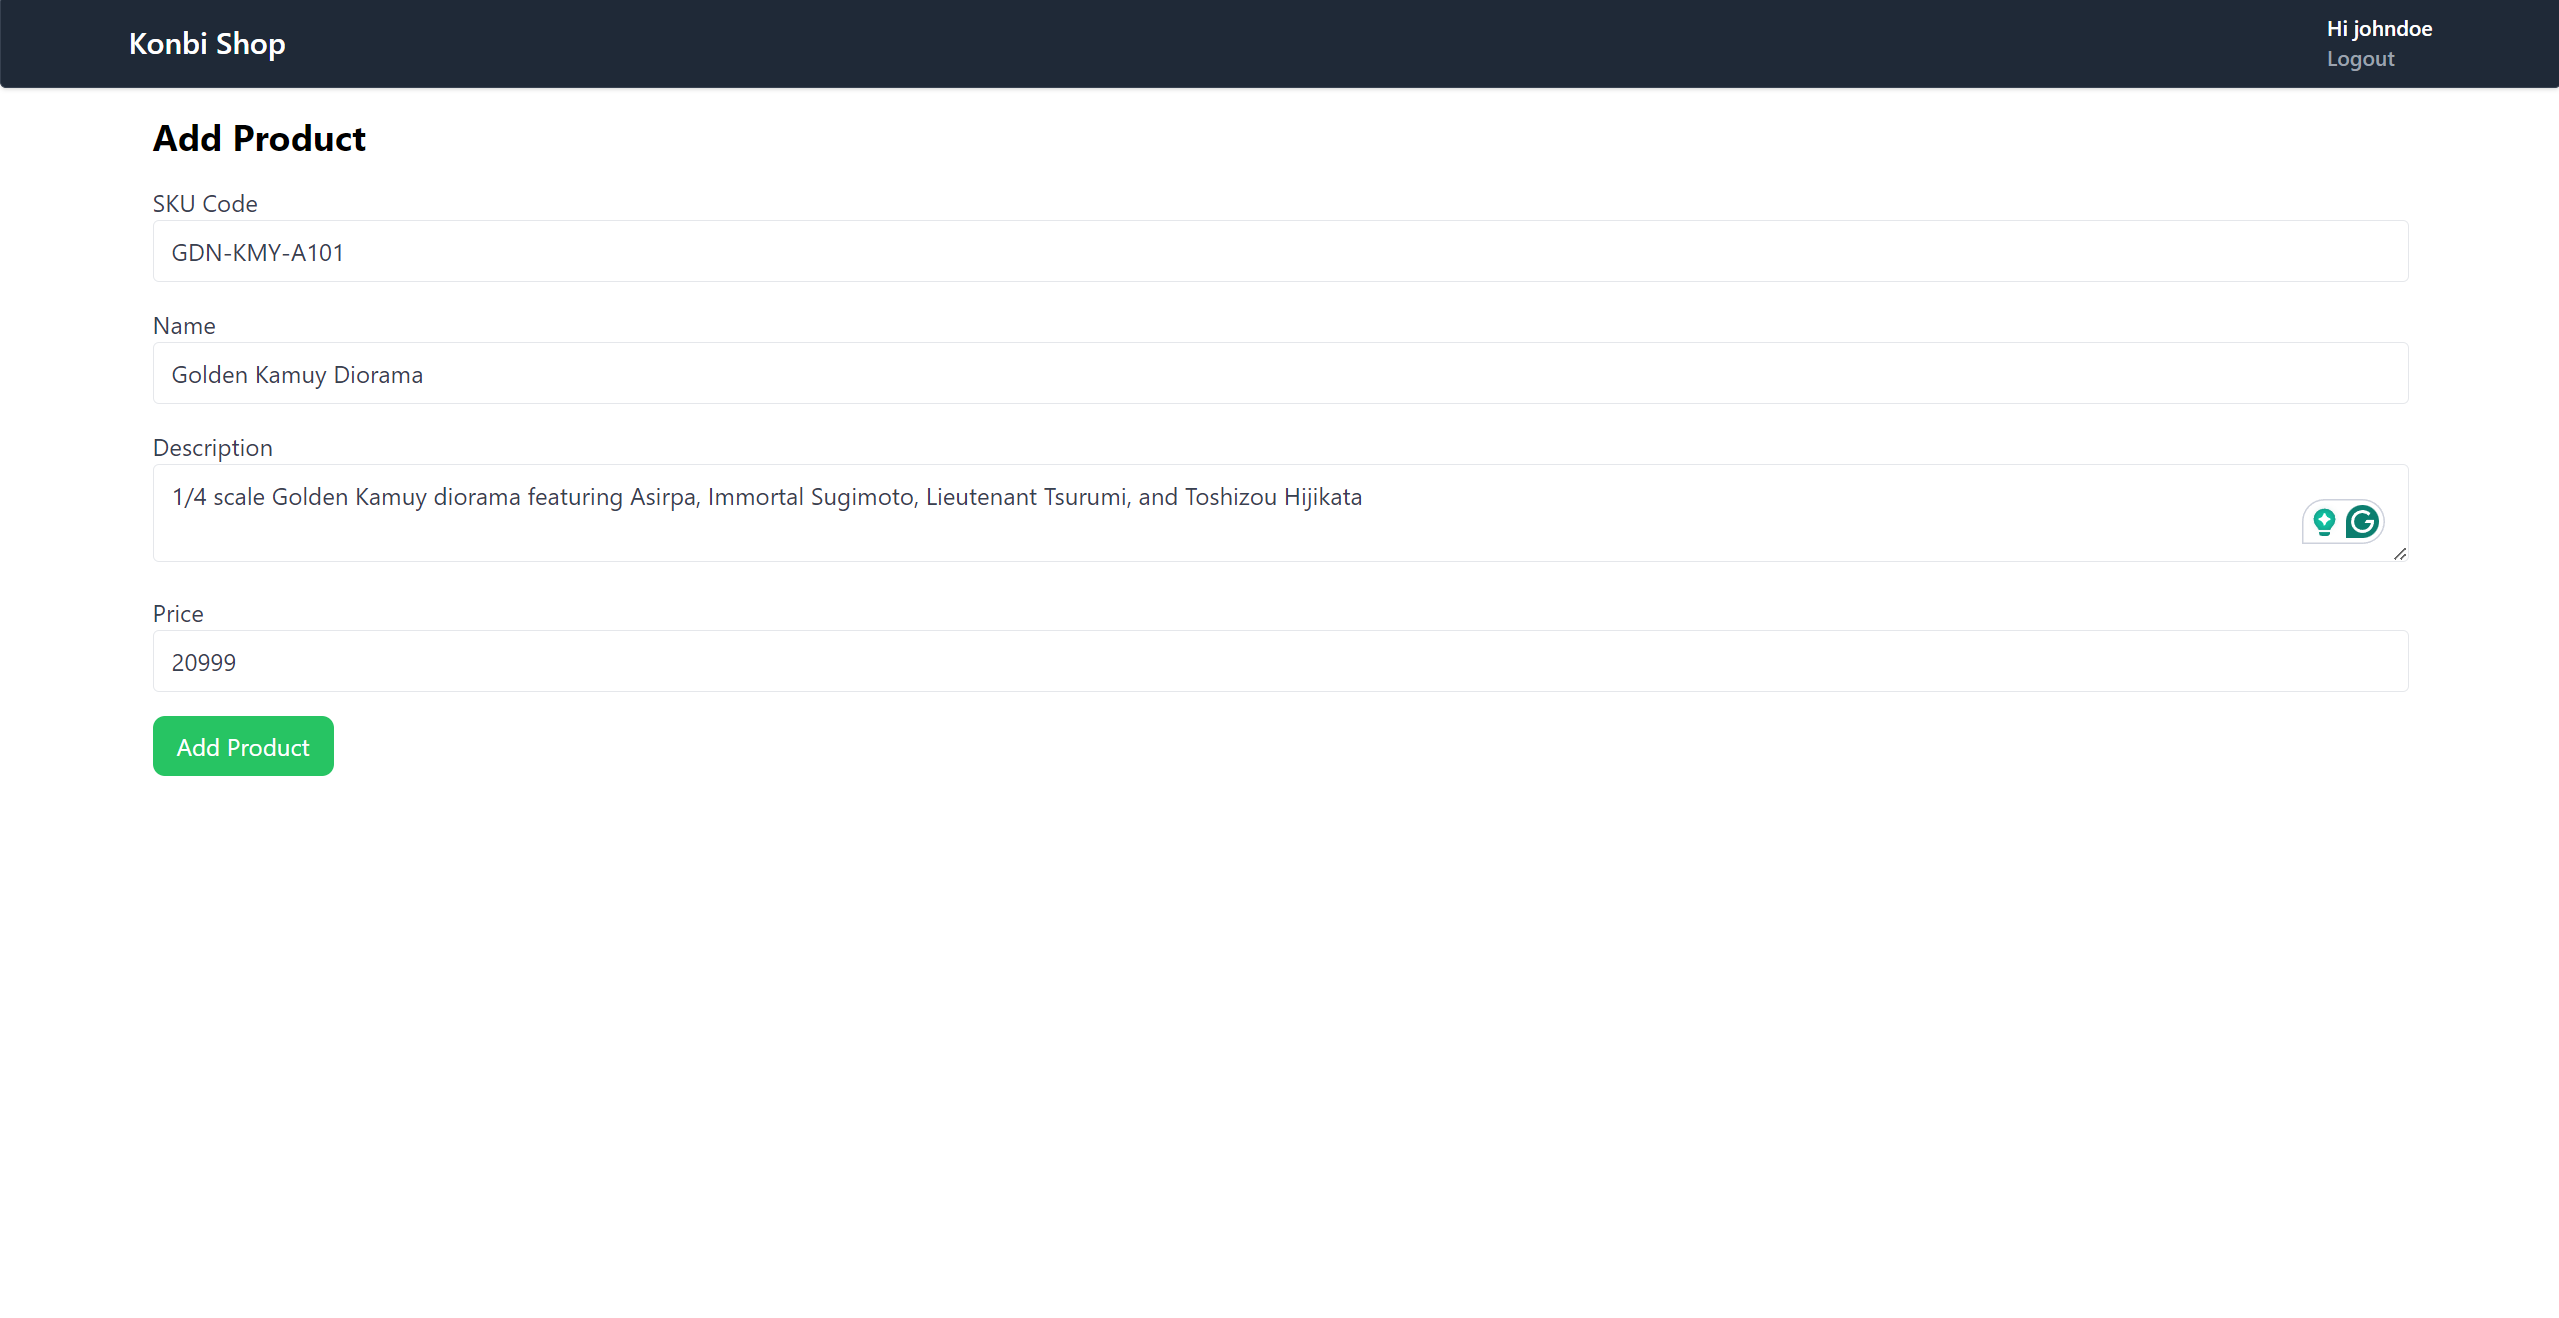 Konbi Shop
Hi johndoe
Logout
Add Product
SKU Code
GDN-KMY-A101
Name
Golden Kamuy Diorama
Description
1/4 scale Golden Kamuy diorama featuring Asirpa, Immortal Sugimoto, Lieutenant Tsurumi, and Toshizou Hijikata
Price
20999
Add Product